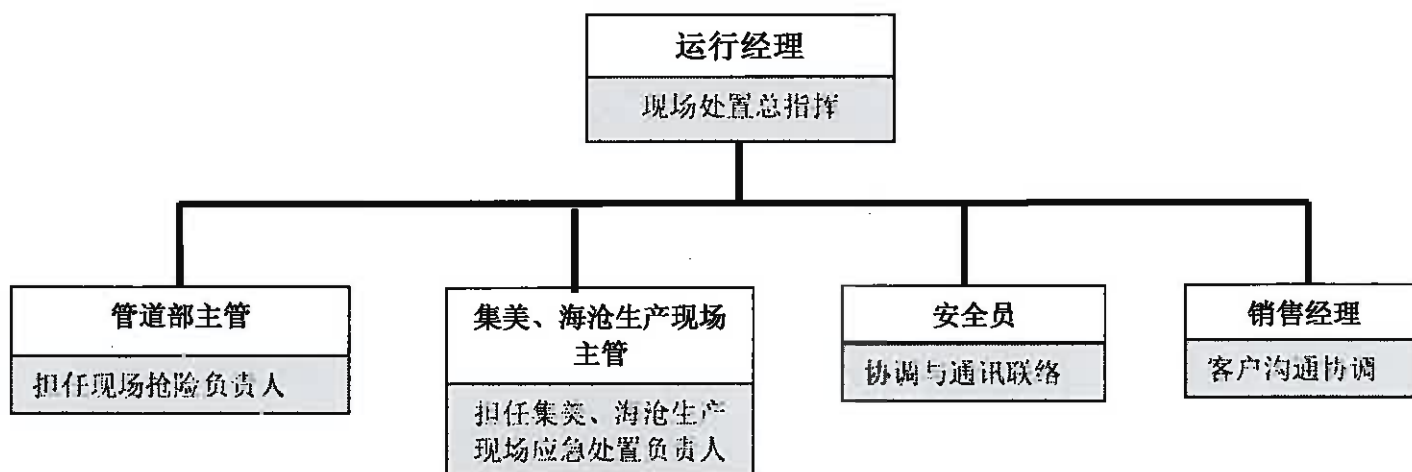 运行经理
现场处置总指挥
管道部主管
担任现场抢险负责人
集美、海沧生产现场
主管
担任集美、海沧生产
现场应急处置负责人
安全员
协调与通讯联络
销售经理
客户沟通协调